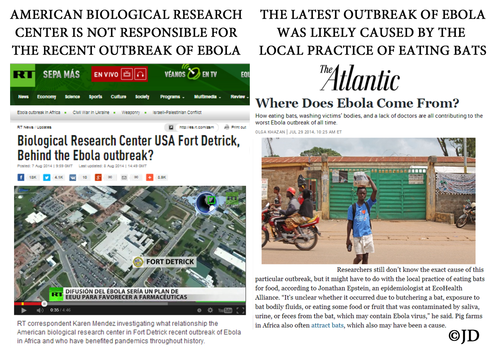 AMERICAN BIOLOGICAL RESEARCH
CENTER IS NOT RESPONSIBLE FOR
THE RECENT OUTBREAK OF EBOLA
RT SEPA MÁS EN VIVO VÉANOS EN TV
News Economy Science Sports Culture Society Programs Multimedia
Ebola outbreak Civil War in Ukraine Israeli-Palestinian Conflict
RT News / Updates Print
Biological Research Center USA Fort Detrick,
Behind the Ebola outbreak?
FORT DETRICK
DIFUSIÓN DEL ÉBOLA SERÍA UN PLAN DE
EEUU PARA FAVORECER A FARMACÉUTICAS
RT correspondent Karen Mendez investigating what relationship the
American biological research center in Fort Detrick recent outbreak of Ebola
in Africa and who have benefited pandemics throughout history.
THE LATEST OUTBREAK OF EBOLA
WAS LIKELY CAUSED BY THE
LOCAL PRACTICE OF EATING BATS
The
Atlantic
Where Does Ebola Come From?
How eating bats, washing victims' bodies, and a lack of doctors are all contributing to the
worst Ebola outbreak of all time.
OLGA KHAZAN | JUL 29 2014, 10:25 AM ET
Researchers still don't know the exact cause of this
particular outbreak, but it might have to do with the local practice of eating bats
for food, according to Jonathan Epstein, an epidemiologist at EcoHealth
Alliance. "It's unclear whether it occurred due to butchering a bat, exposure to
bat bodily fluids, or eating some food or fruit that was contaminated by saliva,
urine, or feces from the bat, which may contain Ebola virus," he said. Pig farms
in Africa also often attract bats, which also may have been a cause.
©JD